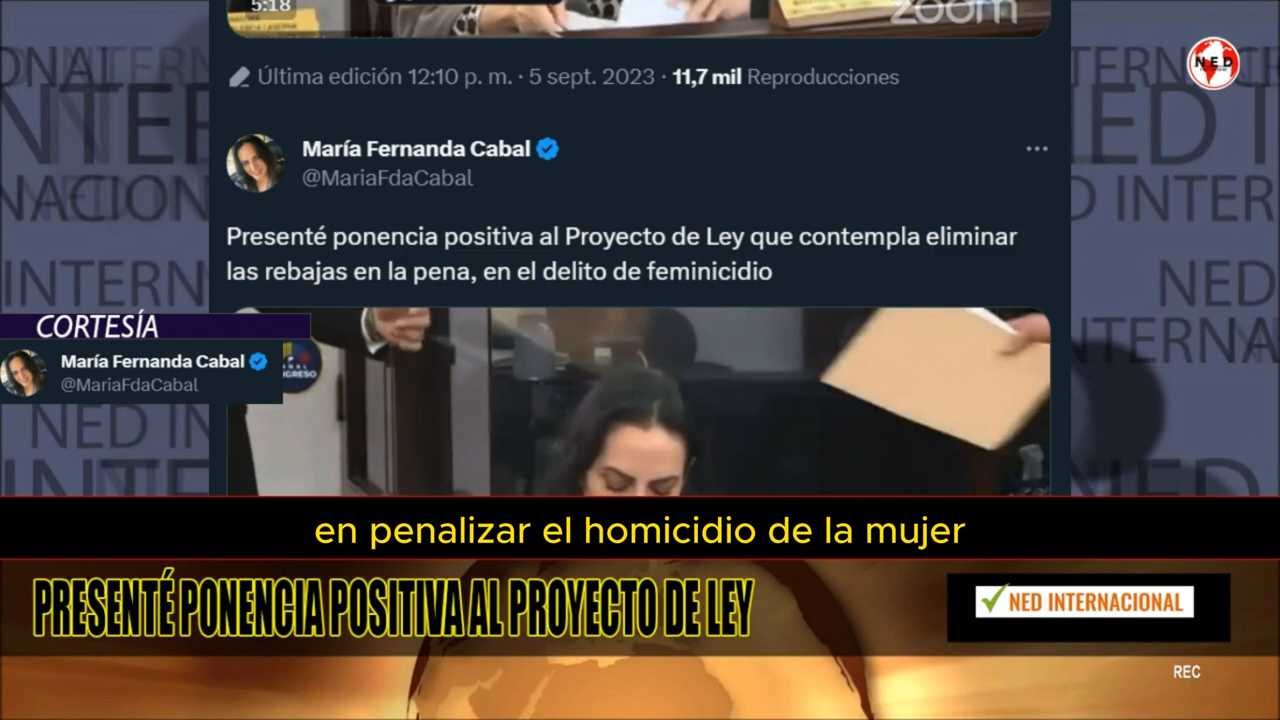 5:18
zoom
Última edición 12:10 p. m. · 5 sept. 2023 · 11,7 mil Reproducciones
NED
María Fernanda Cabal
@MariaFdaCabal
Presenté ponencia positiva al Proyecto de Ley que contempla eliminar
las rebajas en la pena, en el delito de feminicidio
CORTESÍA
María Fernanda Cabal
@MariaFdaCabal
en penalizar el homicidio de la mujer
PRESENTÉ PONENCIA POSITIVA AL PROYECTO DE LEY
NED INTERNACIONAL
REC